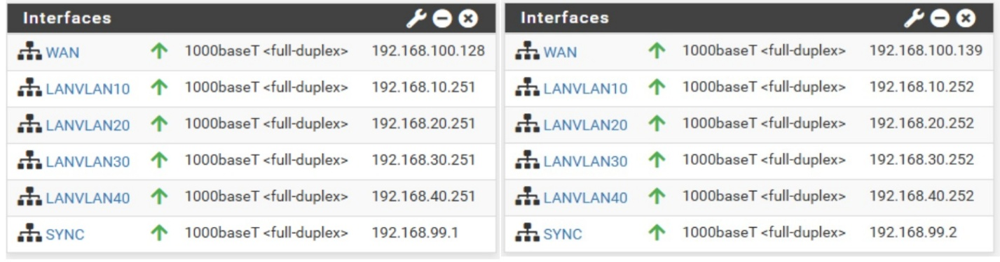 Interfaces
WAN 1000baseT <full-duplex> 192.168.100.128
LANVLAN10 1000baseT <full-duplex> 192.168.10.251
LANVLAN20 1000baseT <full-duplex> 192.168.20.251
LANVLAN30 1000baseT <full-duplex> 192.168.30.251
LANVLAN40 1000baseT <full-duplex> 192.168.40.251
SYNC 1000baseT <full-duplex> 192.168.99.1
Interfaces
WAN 1000baseT <full-duplex> 192.168.100.139
LANVLAN10 1000baseT <full-duplex> 192.168.10.252
LANVLAN20 1000baseT <full-duplex> 192.168.20.252
LANVLAN30 1000baseT <full-duplex> 192.168.30.252
LANVLAN40 1000baseT <full-duplex> 192.168.40.252
SYNC 1000baseT <full-duplex> 192.168.99.2